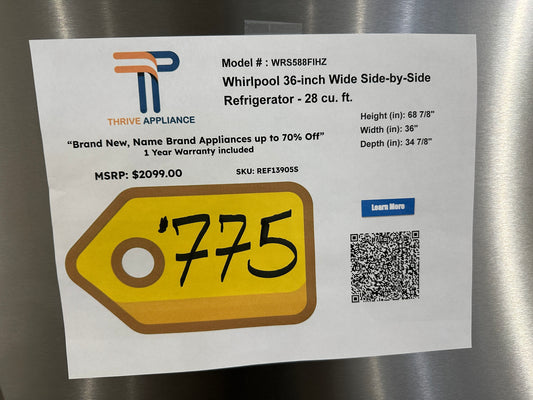 TP
THRIVE APPLIANCE
"Brand New, Name Brand Appliances up to 70% Off"
1 Year Warranty included
MSRP: $2099.00
SKU: REF13905S
Model # : WRS588FIHZ
Whirlpool 36-inch Wide Side-by-Side
Refrigerator - 28 cu. ft.
Height (in): 68 7/8"
Width (in): 36"
Depth (in): 34 7/8"
Learn More
'775